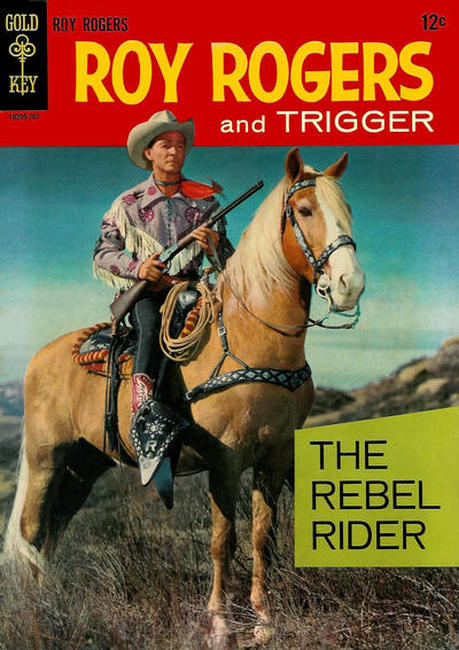 GOLD
KEY
ROY ROGERS
12¢
ROY ROGERS
and TRIGGER
THE
REBEL
RIDER